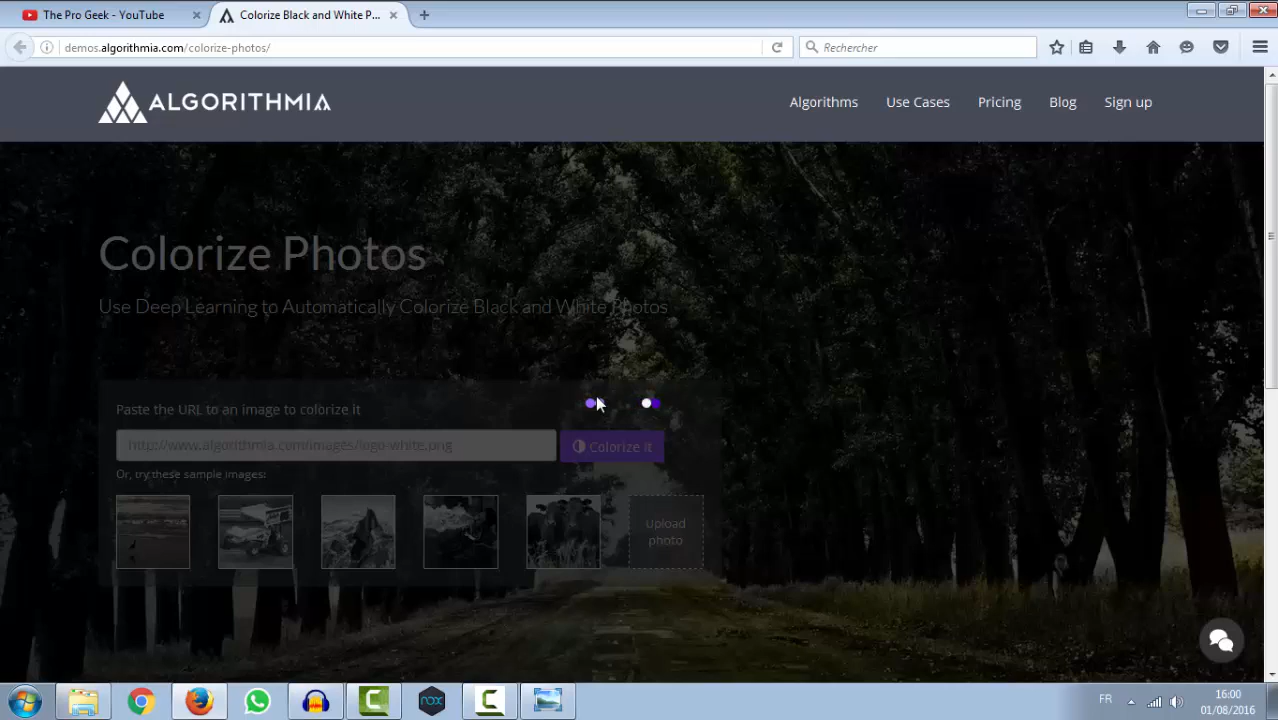 The Pro Geek - YouTube
Colorize Black and White P...
demos.algorithmia.com/colorize-photos/
Rechercher
ALGORITHMIA
Algorithms
Use Cases
Pricing
Blog
Sign up
Colorize Photos
Use Deep Learning to Automatically Colorize Black and White Photos
Paste the URL to an image to colorize it
http://www.algorithmia.com/images/logo-white.png
Colorize it
Or, try these sample images:
Upload
photo
nox
FR
16:00
01/08/2016